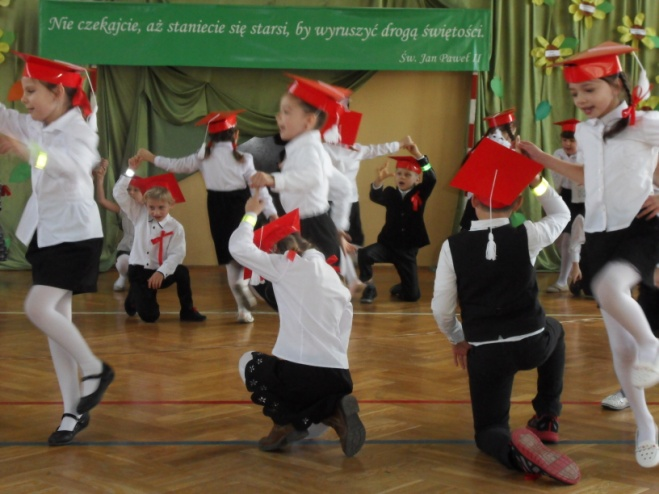 Nie czekajcie, aż staniecie się starsi, by wyruszyć drogą świętości.
Św. Jan Paweł II